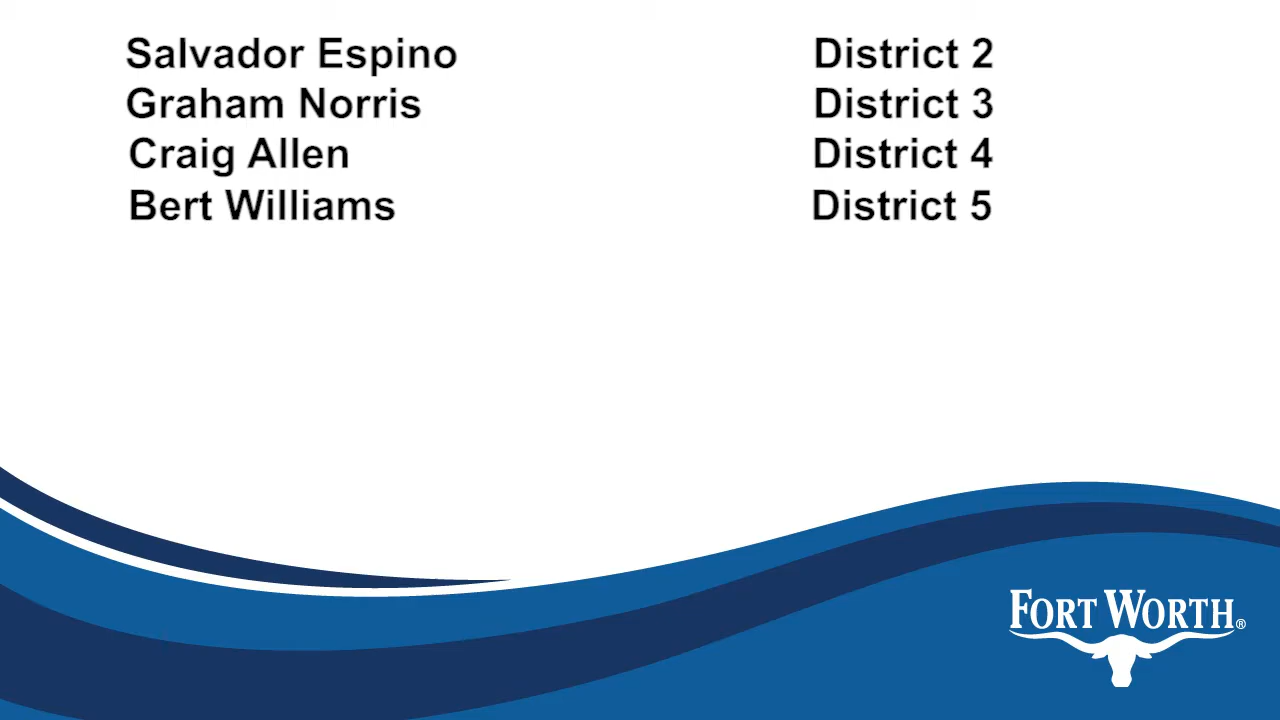 Salvador Espino District 2
Graham Norris District 3
Craig Allen District 4
Bert Williams District 5
FORT WORTH®